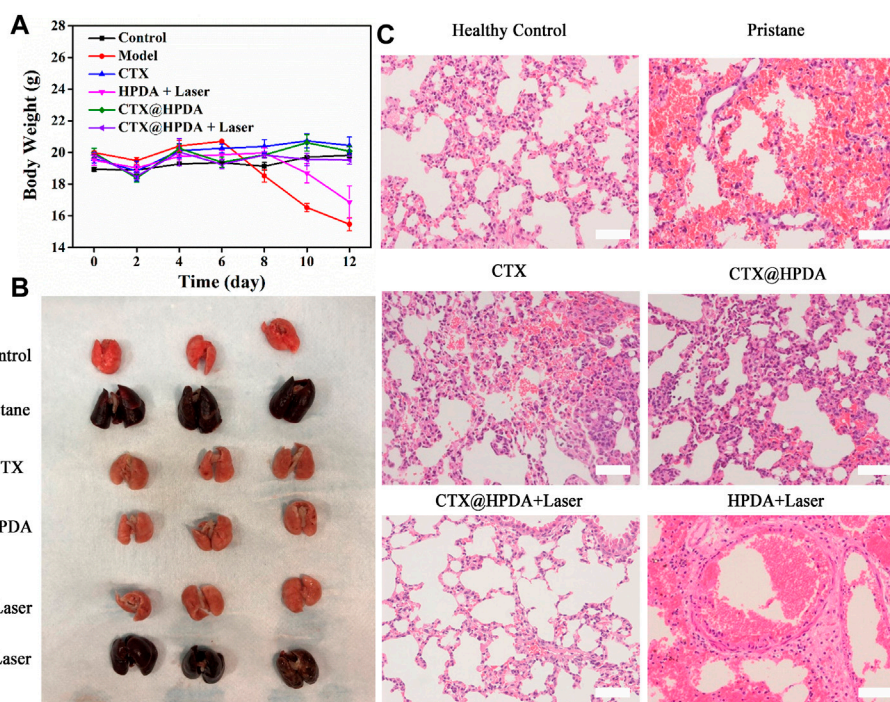 A
Body Weight (g)
28
26
24
22
20
18
16
14
Control
Model
CTX
HPDA + Laser
CTX@HPDA
CTX@HPDA + Laser
0 2 4 6 8 10 12
Time (day)
B
ntrol
tane
TX
PDA
Laser
Laser
C
Healthy Control Pristane
CTX CTX@HPDA
CTX@HPDA+Laser HPDA+Laser